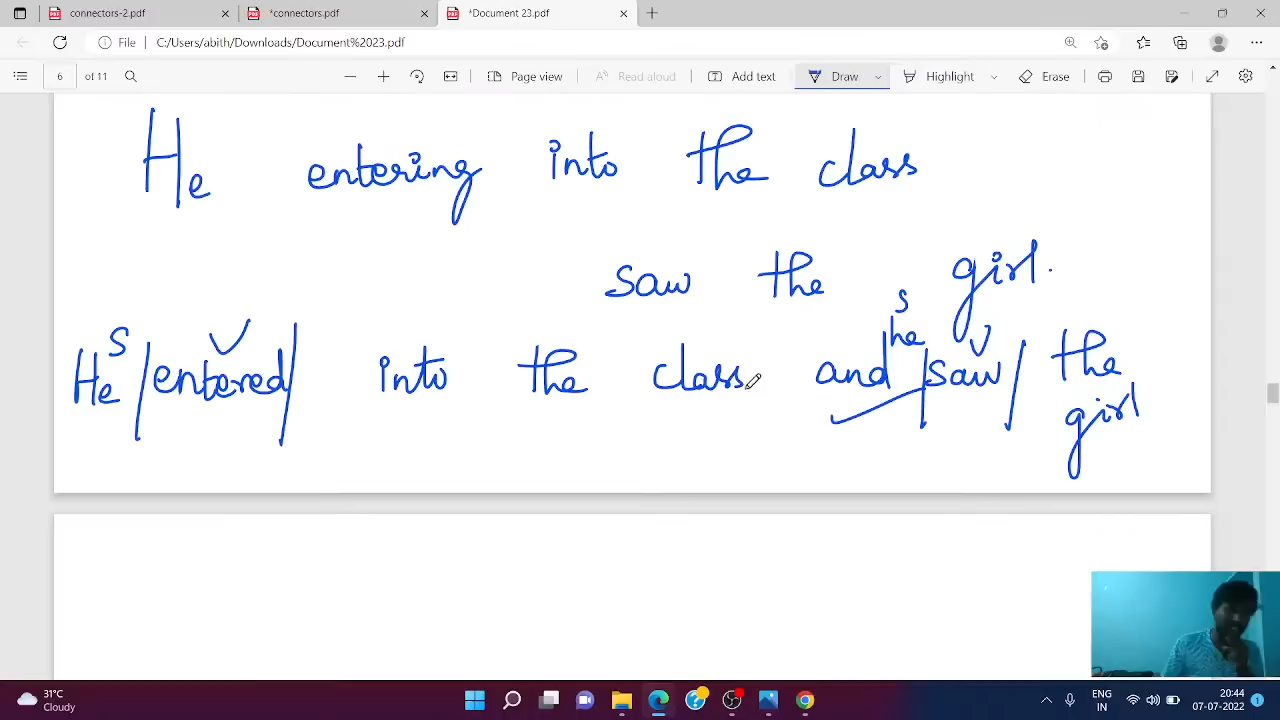 connectors-2.pdf
*connectors.pdf
*Document 23.pdf
File C:/Users/abith/Downloads/Document%2023.pdf
6 of 11 Page view Read aloud Add text Draw Highlight Erase
He entering into the class
saw the girl.
S V S he V
He / entered / into the class and / saw / the girl
31°C
Cloudy
ENG
IN
20:44
07-07-2022
1